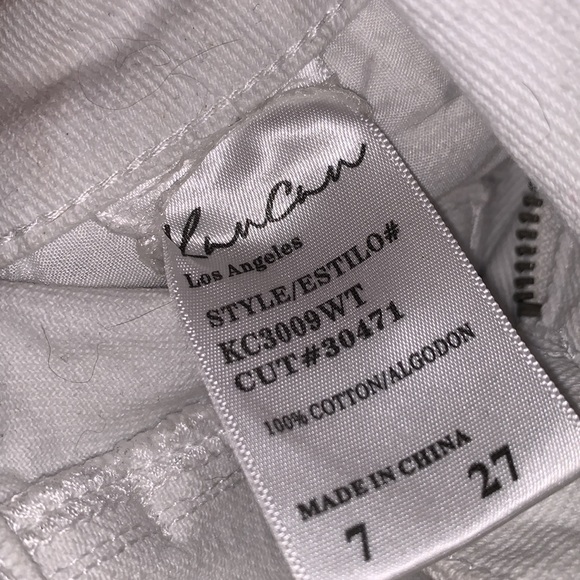 KanCan
Los Angeles
STYLE/ESTILO#
KC3009WT
CUT#30471
100% COTTON/ALGODON
MADE IN CHINA
7 27